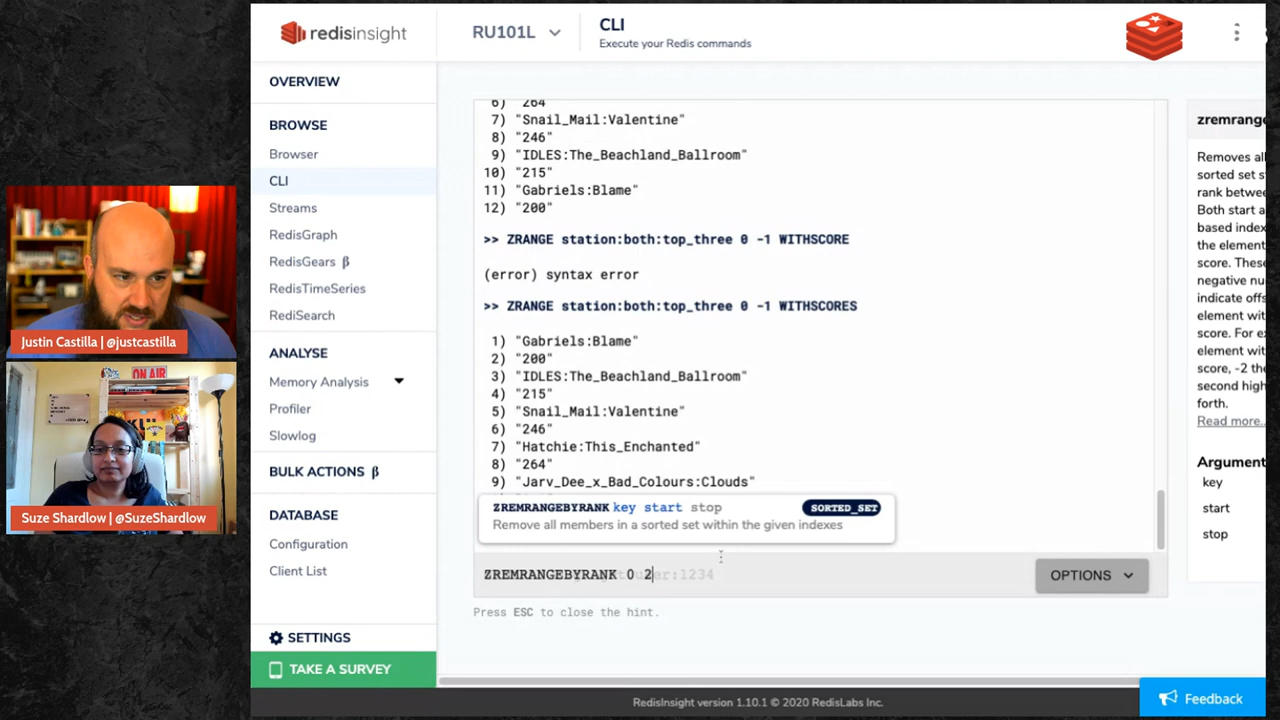 redisinsight
RU101L
CLI
Execute your Redis commands
OVERVIEW
BROWSE
Browser
CLI
Streams
RedisGraph
RedisGears β
RedisTimeSeries
RediSearch
ANALYSE
Memory Analysis
Profiler
Slowlog
BULK ACTIONS β
DATABASE
Configuration
Client List
SETTINGS
TAKE A SURVEY
6) "264"
7) "Snail_Mail:Valentine"
8) "246"
9) "IDLES:The_Beachland_Ballroom"
10) "215"
11) "Gabriels:Blame"
12) "200"
>> ZRANGE station:both:top_three 0 -1 WITHSCORE
(error) syntax error
>> ZRANGE station:both:top_three 0 -1 WITHSCORES
1) "Gabriels:Blame"
2) "200"
3) "IDLES:The_Beachland_Ballroom"
4) "215"
5) "Snail_Mail:Valentine"
6) "246"
7) "Hatchie:This_Enchanted"
8) "264"
9) "Jarv_Dee_x_Bad_Colours:Clouds"
ZREMRANGEBYRANK key start stop
SORTED_SET
Remove all members in a sorted set within the given indexes
ZREMRANGEBYRANK 0 2er:1234
OPTIONS
Press ESC to close the hint.
zremrange
Removes all
sorted set s
rank betwee
Both start a
based index
the element
score. These
negative nu
indicate offs
element wit
score. For e
element with
score, -2 the
second high
forth.
Read more..
Argument
key
start
stop
RedisInsight version 1.10.1 © 2020 RedisLabs Inc.
Feedback
Justin Castilla | @justcastilla
ON AIR
Suze Shardlow | @SuzeShardlow